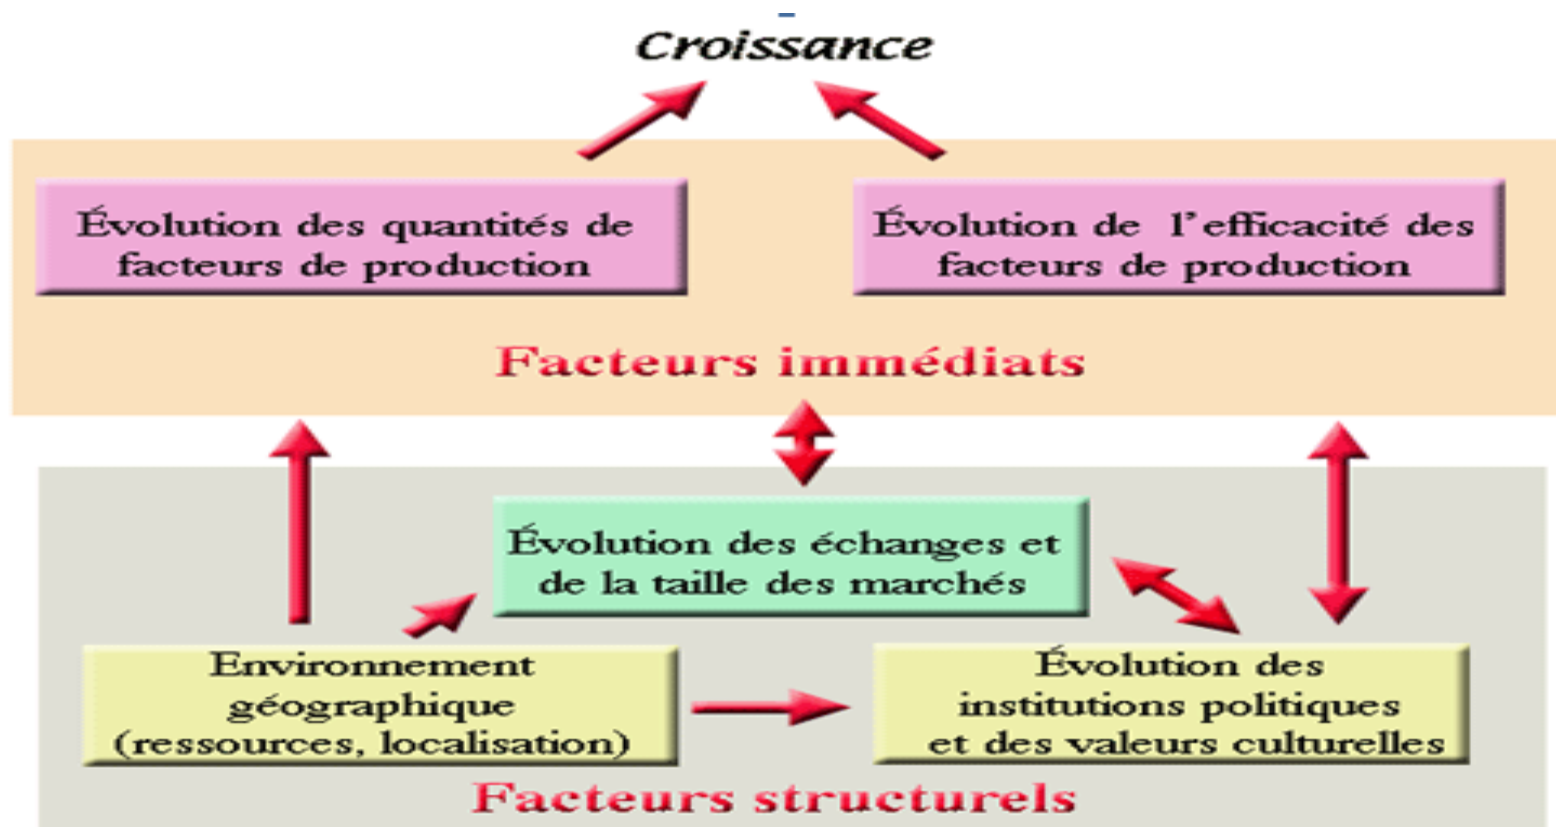 Croissance
Évolution des quantités de
facteurs de production
Évolution de l'efficacité des
facteurs de production
Facteurs immédiats
Évolution des échanges et
de la taille des marchés
Environnement
géographique
(ressources, localisation)
Évolution des
institutions politiques
et des valeurs culturelles
Facteurs structurels